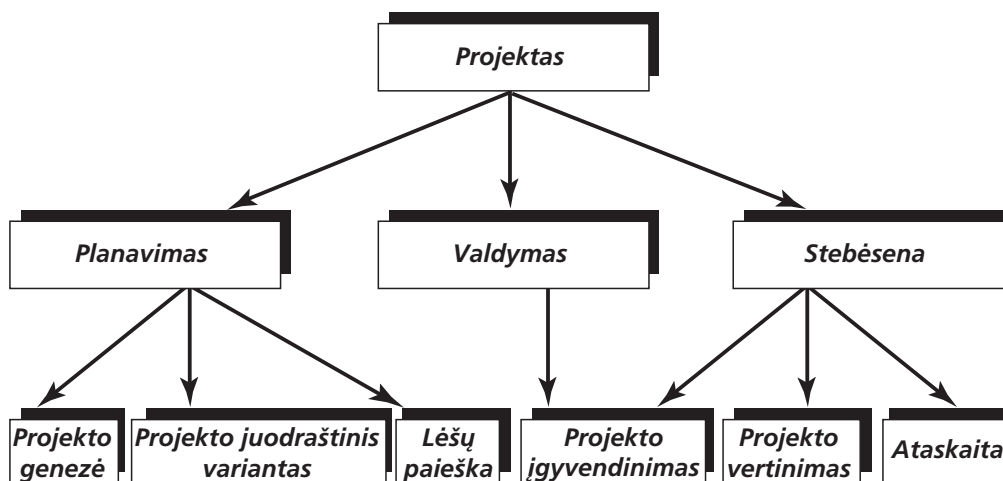 Projektas
Planavimas
Valdymas
Stebėsena
Projekto
genezė
Projekto juodraštinis
variantas
Lėšų
paieška
Projekto
įgyvendinimas
Projekto
vertinimas
Ataskaita